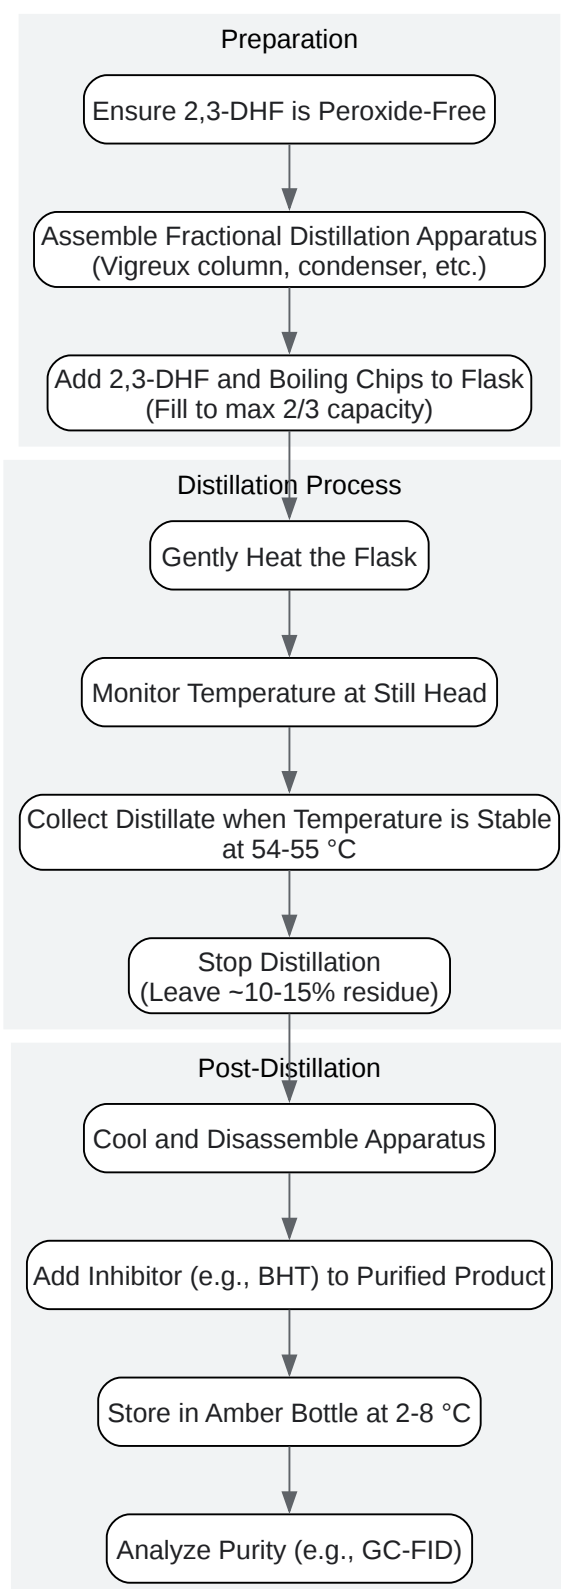 Preparation
Ensure 2,3-DHF is Peroxide-Free
Assemble Fractional Distillation Apparatus
(Vigreux column, condenser, etc.)
Add 2,3-DHF and Boiling Chips to Flask
(Fill to max 2/3 capacity)
Distillation Process
Gently Heat the Flask
Monitor Temperature at Still Head
Collect Distillate when Temperature is Stable
at 54-55 °C
Stop Distillation
(Leave ~10-15% residue)
Post-Distillation
Cool and Disassemble Apparatus
Add Inhibitor (e.g., BHT) to Purified Product
Store in Amber Bottle at 2-8 °C
Analyze Purity (e.g., GC-FID)